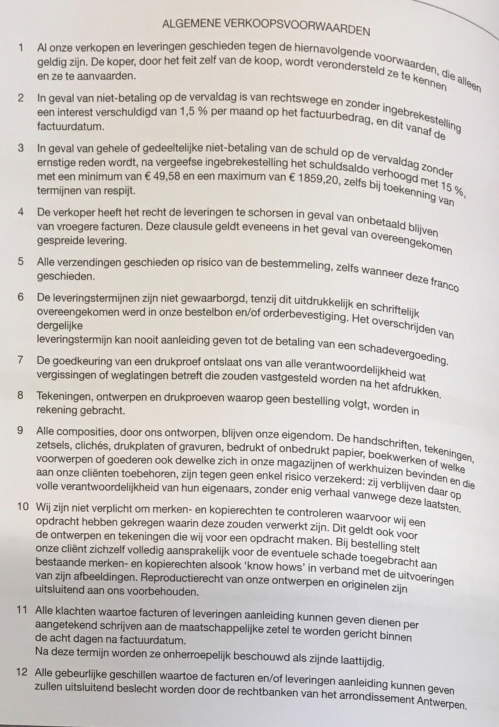 ALGEMENE VERKOOPSVOORWAARDEN
1 Al onze verkopen en leveringen geschieden tegen de hiernavolgende voorwaarden, die alleen
geldig zijn. De koper, door het feit zelf van de koop, wordt verondersteld ze te kennen
en ze te aanvaarden.
2 In geval van niet-betaling op de vervaldag is van rechtswege en zonder ingebrekestelling
een interest verschuldigd van 1,5 % per maand op het factuurbedrag, en dit vanaf de
factuurdatum.
3 In geval van gehele of gedeeltelijke niet-betaling van de schuld op de vervaldag zonder
ernstige reden wordt, na vergeefse ingebrekestelling het schuldsaldo verhoogd met 15 %,
met een minimum van € 49,58 en een maximum van € 1859,20, zelfs bij toekenning van
termijnen van respijt.
4 De verkoper heeft het recht de leveringen te schorsen in geval van onbetaald blijven
van vroegere facturen. Deze clausule geldt eveneens in het geval van overeengekomen
gespreide levering.
5 Alle verzendingen geschieden op risico van de bestemmeling, zelfs wanneer deze franco
geschieden.
6 De leveringstermijnen zijn niet gewaarborgd, tenzij dit uitdrukkelijk en schriftelijk
overeengekomen werd in onze bestelbon en/of orderbevestiging. Het overschrijden van
dergelijke
leveringstermijn kan nooit aanleiding geven tot de betaling van een schadevergoeding.
7 De goedkeuring van een drukproef ontslaat ons van alle verantwoordelijkheid wat
vergissingen of weglatingen betreft die zouden vastgesteld worden na het afdrukken.
8 Tekeningen, ontwerpen en drukproeven waarop geen bestelling volgt, worden in
rekening gebracht.
9 Alle composities, door ons ontworpen, blijven onze eigendom. De handschriften, tekeningen,
zetsels, clichés, drukplaten of gravuren, bedrukt of onbedrukt papier, boekwerken of welke
voorwerpen of goederen ook dewelke zich in onze magazijnen of werkhuizen bevinden en die
aan onze cliënten toebehoren, zijn tegen geen enkel risico verzekerd: zij verblijven daar op
volle verantwoordelijkheid van hun eigenaars, zonder enig verhaal vanwege deze laatsten.
10 Wij zijn niet verplicht om merken- en kopierechten te controleren waarvoor wij een
opdracht hebben gekregen waarin deze zouden verwerkt zijn. Dit geldt ook voor
de ontwerpen en tekeningen die wij voor een opdracht maken. Bij bestelling stelt
onze cliënt zichzelf volledig aansprakelijk voor de eventuele schade toegebracht aan
bestaande merken- en kopierechten alsook 'know hows' in verband met de uitvoeringen
van zijn afbeeldingen. Reproductierecht van onze ontwerpen en originelen zijn
uitsluitend aan ons voorbehouden.
11 Alle klachten waartoe facturen of leveringen aanleiding kunnen geven dienen per
aangetekend schrijven aan de maatschappelijke zetel te worden gericht binnen
de acht dagen na factuurdatum.
Na deze termijn worden ze onherroepelijk beschouwd als zijnde laattijdig.
12 Alle gebeurlijke geschillen waartoe de facturen en/of leveringen aanleiding kunnen geven
zullen uitsluitend beslecht worden door de rechtbanken van het arrondissement Antwerpen.